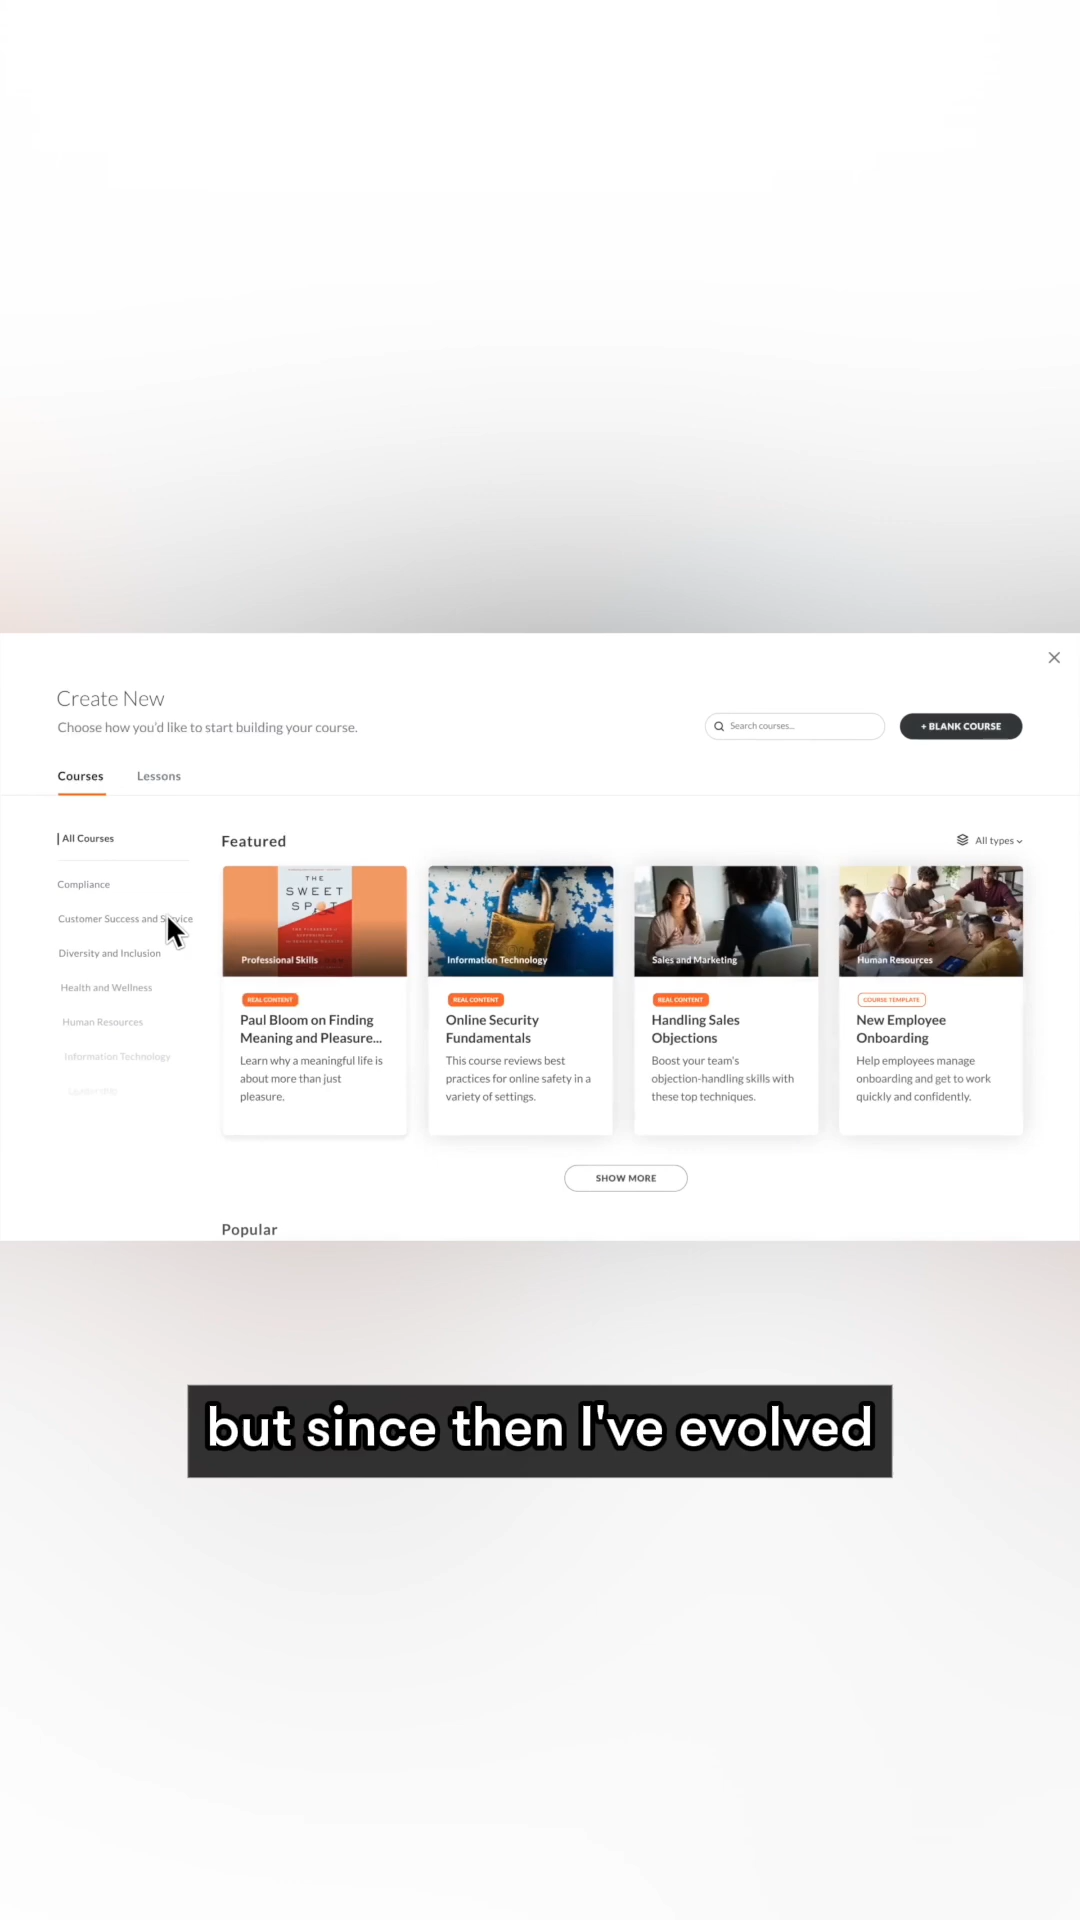 Create New
Choose how you'd like to start building your course.
Search courses...
+ BLANK COURSE
Courses
Lessons
All Courses
Compliance
Customer Success and Service
Diversity and Inclusion
Health and Wellness
Human Resources
Information Technology
Leadership
Featured
All types
THE
SWEET
SPOT
Professional Skills
REAL CONTENT
Paul Bloom on Finding
Meaning and Pleasure...
Learn why a meaningful life is
about more than just
pleasure.
Information Technology
REAL CONTENT
Online Security
Fundamentals
This course reviews best
practices for online safety in a
variety of settings.
Sales and Marketing
REAL CONTENT
Handling Sales
Objections
Boost your team's
objection-handling skills with
these top techniques.
Human Resources
COURSE TEMPLATE
New Employee
Onboarding
Help employees manage
onboarding and get to work
quickly and confidently.
SHOW MORE
Popular
but since then I've evolved